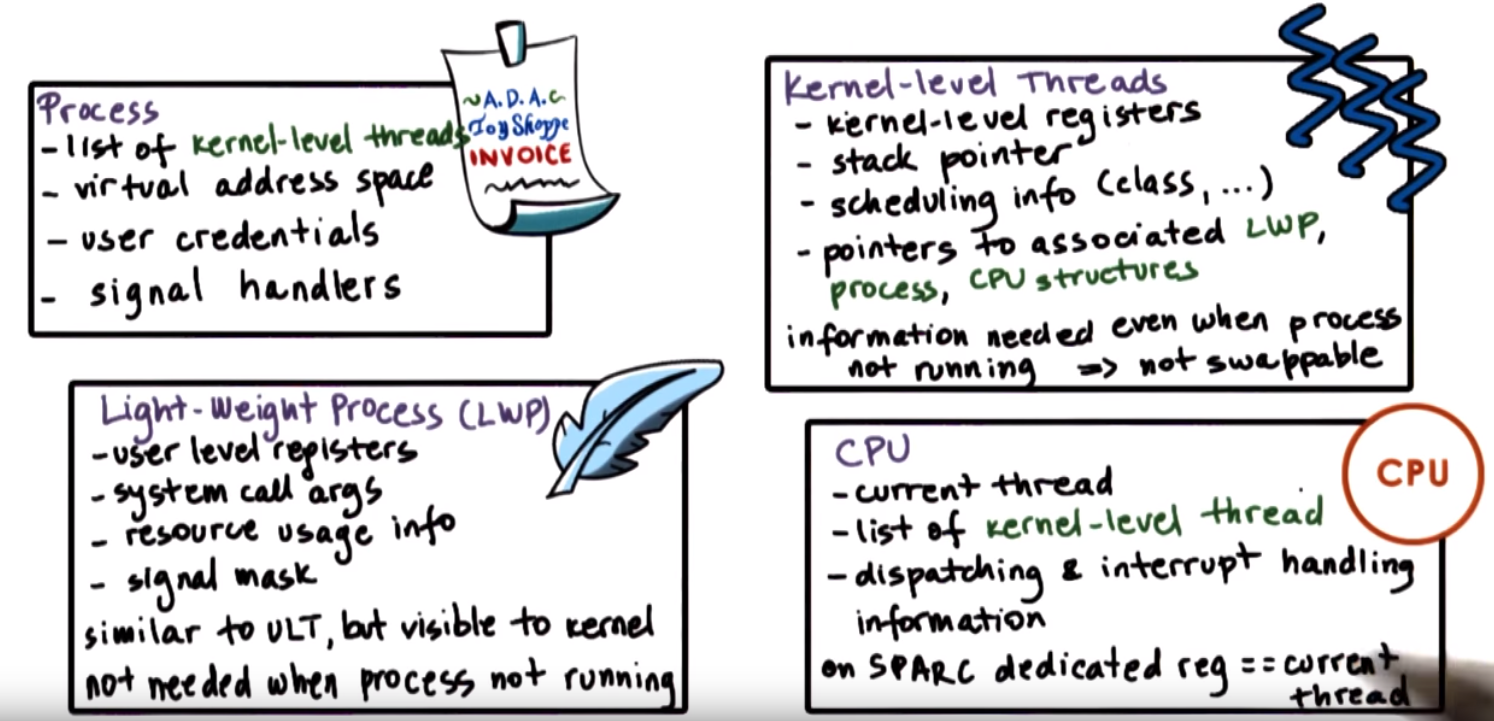 Process
- list of kernel-level threads
- virtual address space
- user credentials
- signal handlers
~A.D.A.C
Toy Shoppe
INVOICE
Kernel-level Threads
- kernel-level registers
- stack pointer
- scheduling info (class, ...)
- pointers to associated LWP,
process, CPU structures
information needed even when process
not running => not swappable
Light-Weight Process (LWP)
- user level registers
- system call args
- resource usage info
- signal mask
similar to ULT, but visible to kernel
not needed when process not running
CPU
- current thread
- list of kernel-level thread
- dispatching & interrupt handling
information
on SPARC dedicated reg == current
thread
CPU